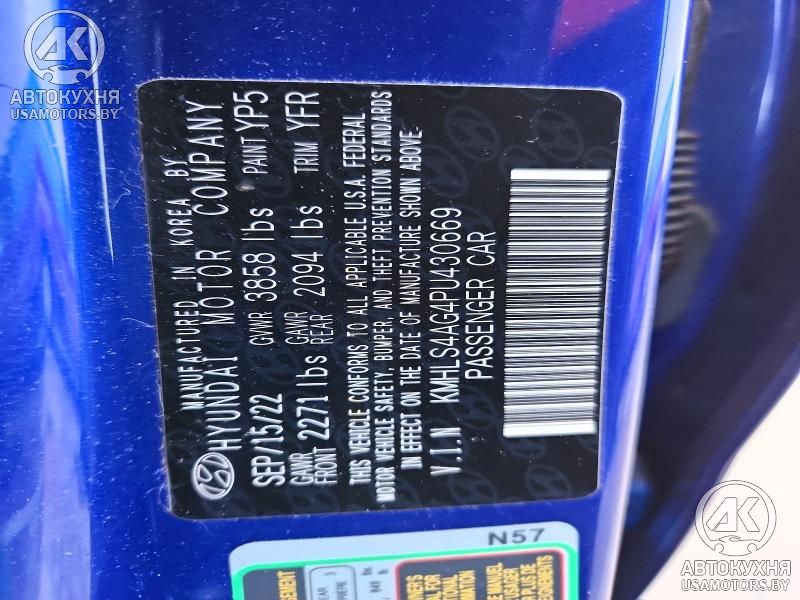 АК
АВТОКУХНЯ
USAMOTORS.BY
MANUFACTURED IN KOREA BY
HYUNDAI MOTOR COMPANY
SEP/15/22 GVWR 3858 lbs PAINT YP5
GAWR FRONT 2271 lbs GAWR REAR 2094 lbs TRIM YFR
THIS VEHICLE CONFORMS TO ALL APPLICABLE U.S.A. FEDERAL
MOTOR VEHICLE SAFETY, BUMPER, AND THEFT PREVENTION STANDARDS
IN EFFECT ON THE DATE OF MANUFACTURE SHOWN ABOVE
V.I.N KMHLS4AG4PU430669
PASSENGER CAR
N57
АК
АВТОКУХНЯ
USAMOTORS.BY